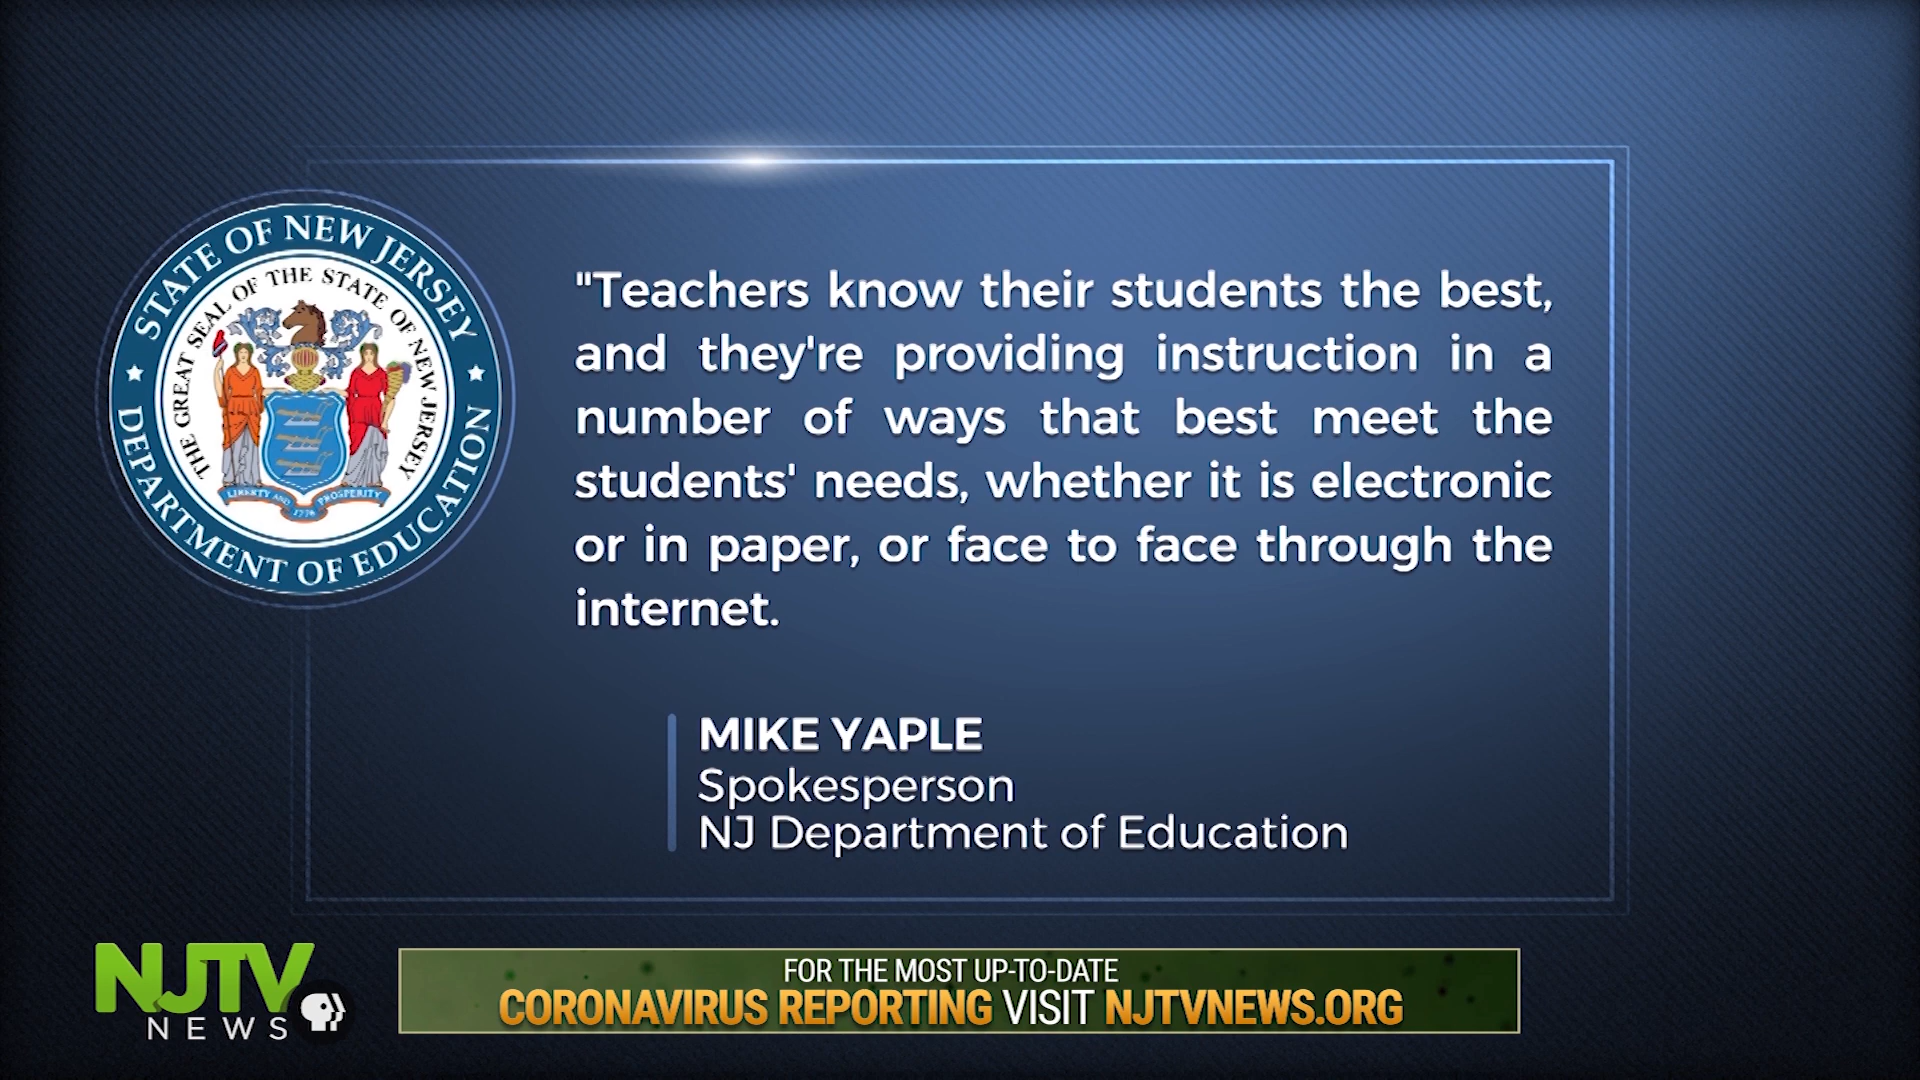 STATE OF NEW JERSEY
DEPARTMENT OF EDUCATION
THE GREAT SEAL OF THE STATE OF NEW JERSEY
LIBERTY AND PROSPERITY
1776
"Teachers know their students the best,
and they're providing instruction in a
number of ways that best meet the
students' needs, whether it is electronic
or in paper, or face to face through the
internet.
MIKE YAPLE
Spokesperson
NJ Department of Education
NJTV
NEWS
FOR THE MOST UP-TO-DATE
CORONAVIRUS REPORTING VISIT NJTVNEWS.ORG